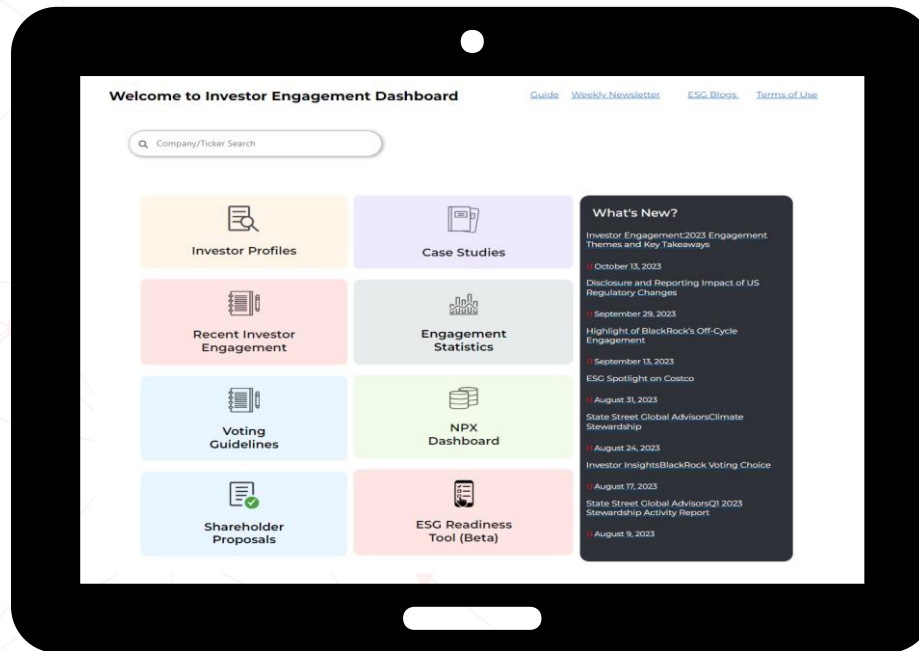 Welcome to Investor Engagement Dashboard
Guide
Weekly Newsletter
ESG Blogs
Terms of Use
Company/Ticker Search
Investor Profiles
Case Studies
Recent Investor
Engagement
Engagement
Statistics
Voting
Guidelines
NPX
Dashboard
Shareholder
Proposals
ESG Readiness
Tool (Beta)
What's New?
Investor Engagement:2023 Engagement
Themes and Key Takeaways
October 13, 2023
Disclosure and Reporting Impact of US
Regulatory Changes
September 29, 2023
Highlight of BlackRock's Off-Cycle
Engagement
September 13, 2023
ESG Spotlight on Costco
August 31, 2023
State Street Global AdvisorsClimate
Stewardship
August 24, 2023
Investor InsightsBlackRock Voting Choice
August 17, 2023
State Street Global AdvisorsQ1 2023
Stewardship Activity Report
August 9, 2023